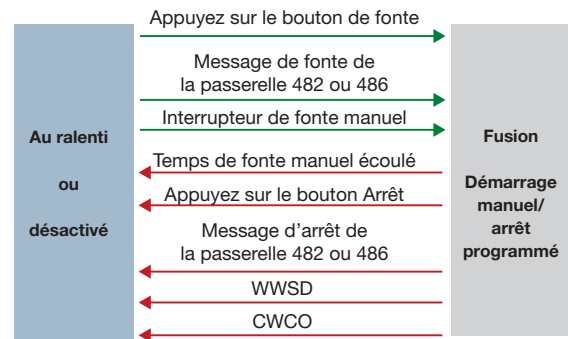 Appuyez sur le bouton de fonte
Message de fonte de
la passerelle 482 ou 486
Interrupteur de fonte manuel
Temps de fonte manuel écoulé
Appuyez sur le bouton Arrêt
Message d'arrêt de
la passerelle 482 ou 486
WWSD
CWCO
Au ralenti
ou
désactivé
Fusion
Démarrage
manuel/
arrêt
programmé